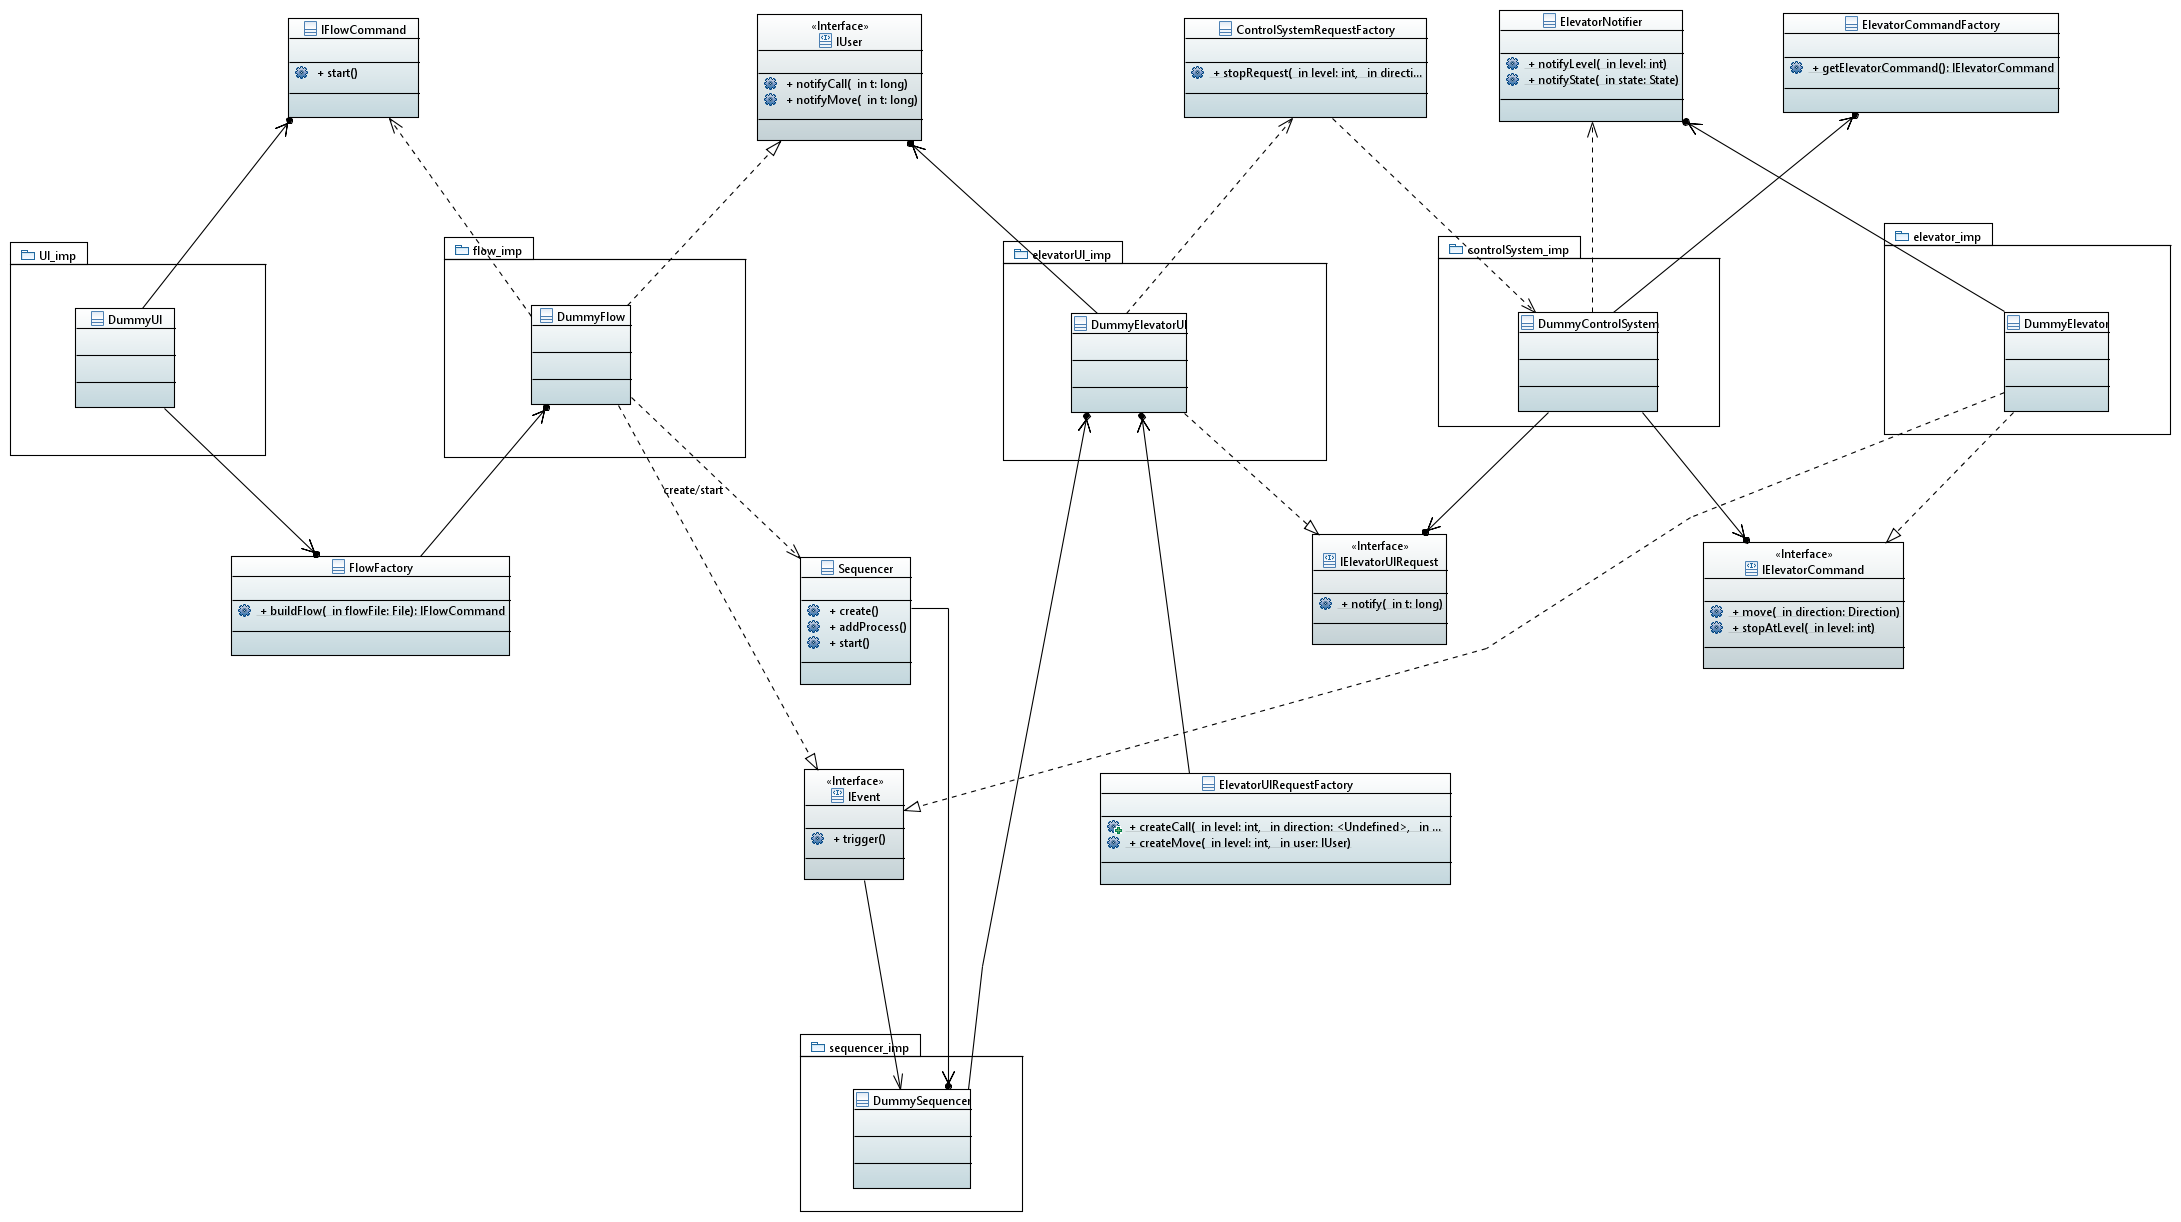 IFlowCommand
+ start()
«Interface»
IUser
+ notifyCall( in t: long)
+ notifyMove( in t: long)
ControlSystemRequestFactory
+ stopRequest( in level: int, in directi...
ElevatorNotifier
+ notifyLevel( in level: int)
+ notifyState( in state: State)
ElevatorCommandFactory
+ getElevatorCommand(): IElevatorCommand
UI_imp
DummyUI
flow_imp
DummyFlow
elevatorUI_imp
DummyElevatorUI
controlSystem_imp
DummyControlSystem
elevator_imp
DummyElevator
create/start
FlowFactory
+ buildFlow( in flowFile: File): IFlowCommand
Sequencer
+ create()
+ addProcess()
+ start()
«Interface»
IElevatorUIRequest
+ notify( in t: long)
«Interface»
IElevatorCommand
+ move( in direction: Direction)
+ stopAtLevel( in level: int)
«Interface»
IEvent
+ trigger()
ElevatorUIRequestFactory
+ createCall( in level: int, in direction: <Undefined>, in ...
+ createMove( in level: int, in user: IUser)
sequencer_imp
DummySequencer